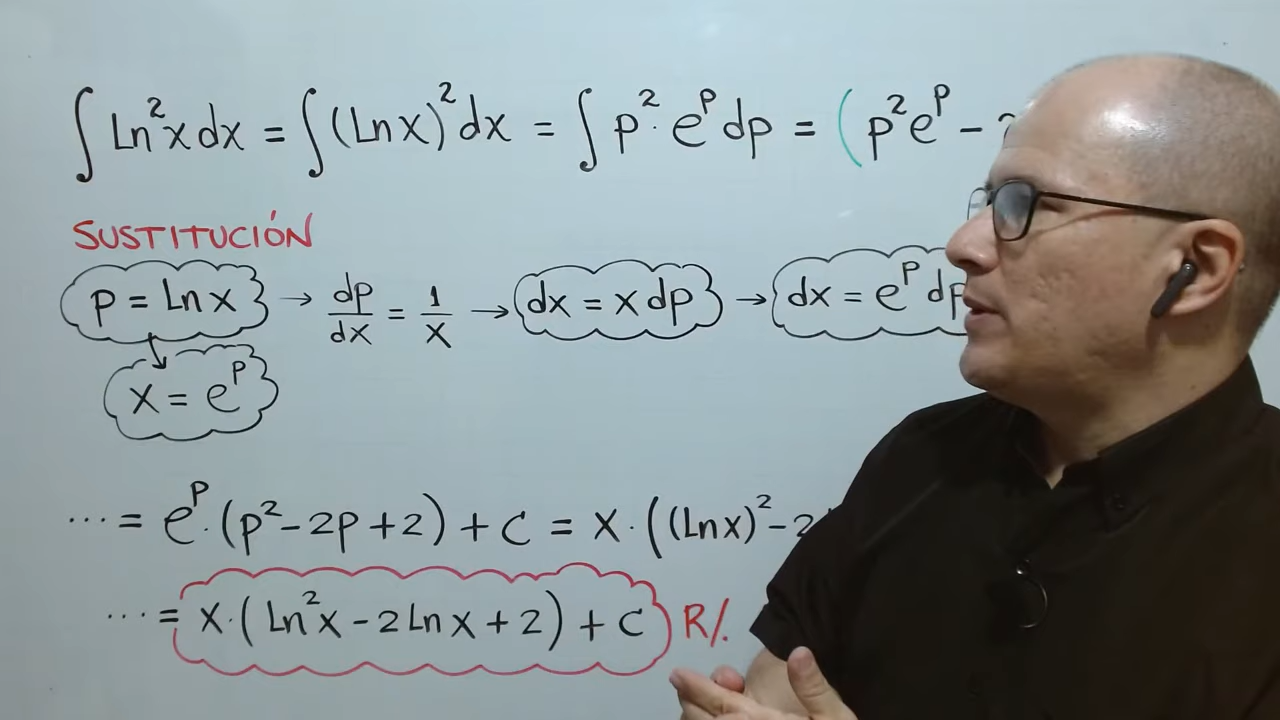 ∫ Ln²x dx = ∫ (Ln x)² dx = ∫ p² · e^p dp = ( p² e^p −
SUSTITUCIÓN
p = Ln x → dp/dx = 1/x → dx = x dp → dx = e^p dp
x = e^p
... = e^p · (p² − 2p + 2) + C = x · ((Ln x)² − 2
... = x · (Ln²x − 2 Ln x + 2) + C R/.